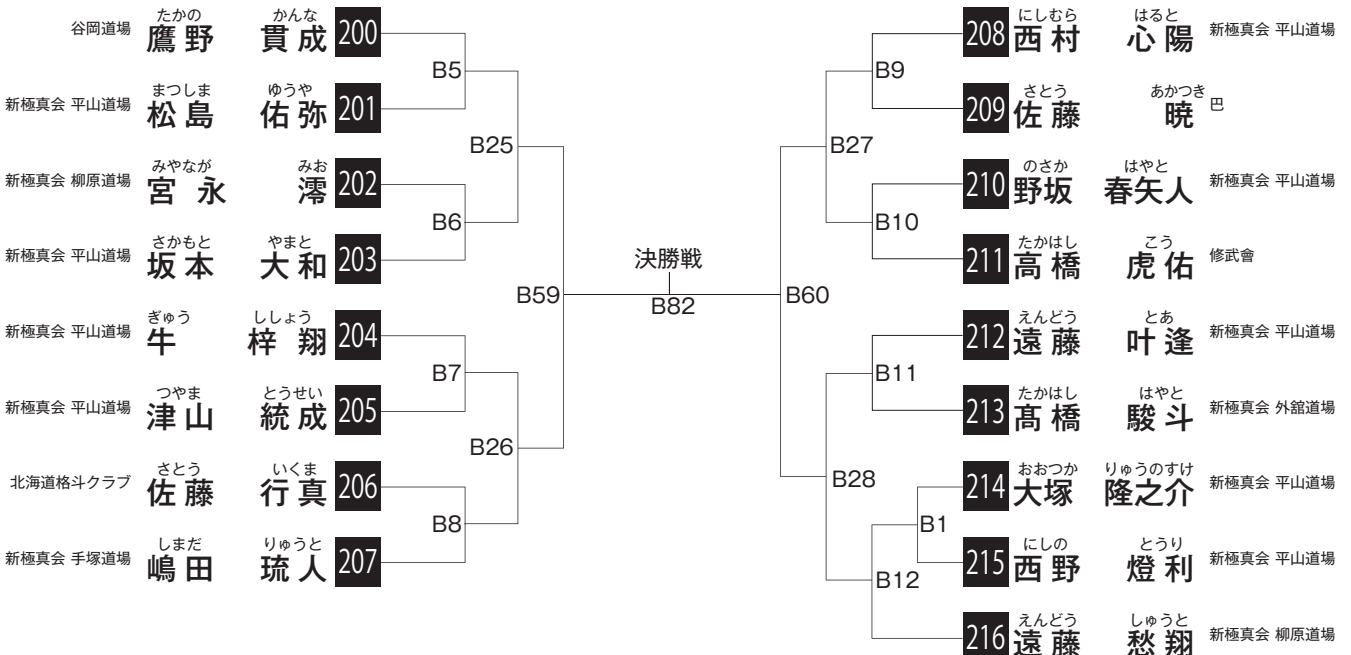 たかの かんな
谷岡道場 鷹野 貫成 200
B5
まつしま ゆうや
新極真会 平山道場 松島 佑弥 201
B25
みやなが みお
新極真会 柳原道場 宮永 澪 202
B6
さかもと やまと
新極真会 平山道場 坂本 大和 203
B59
ぎゅう ししょう
新極真会 平山道場 牛 梓翔 204
B7
つやま とうせい
新極真会 平山道場 津山 統成 205
B26
さとう いくま
北海道格斗クラブ 佐藤 行真 206
B8
しまだ りゅうと
新極真会 手塚道場 嶋田 琉人 207
決勝戦
B82
にしむら はると
208 西村 心陽 新極真会 平山道場
B9
さとう あかつき
209 佐藤 暁 巴
B27
のさか はやと
210 野坂 春矢人 新極真会 平山道場
B10
たかはし こう
211 高橋 虎佑 修武會
B60
えんどう とあ
212 遠藤 叶逢 新極真会 平山道場
B11
たかはし はやと
213 髙橋 駿斗 新極真会 外舘道場
B28
おおつか りゅうのすけ
214 大塚 隆之介 新極真会 平山道場
B1
にしの とうり
215 西野 燈利 新極真会 平山道場
B12
えんどう しゅうと
216 遠藤 愁翔 新極真会 柳原道場